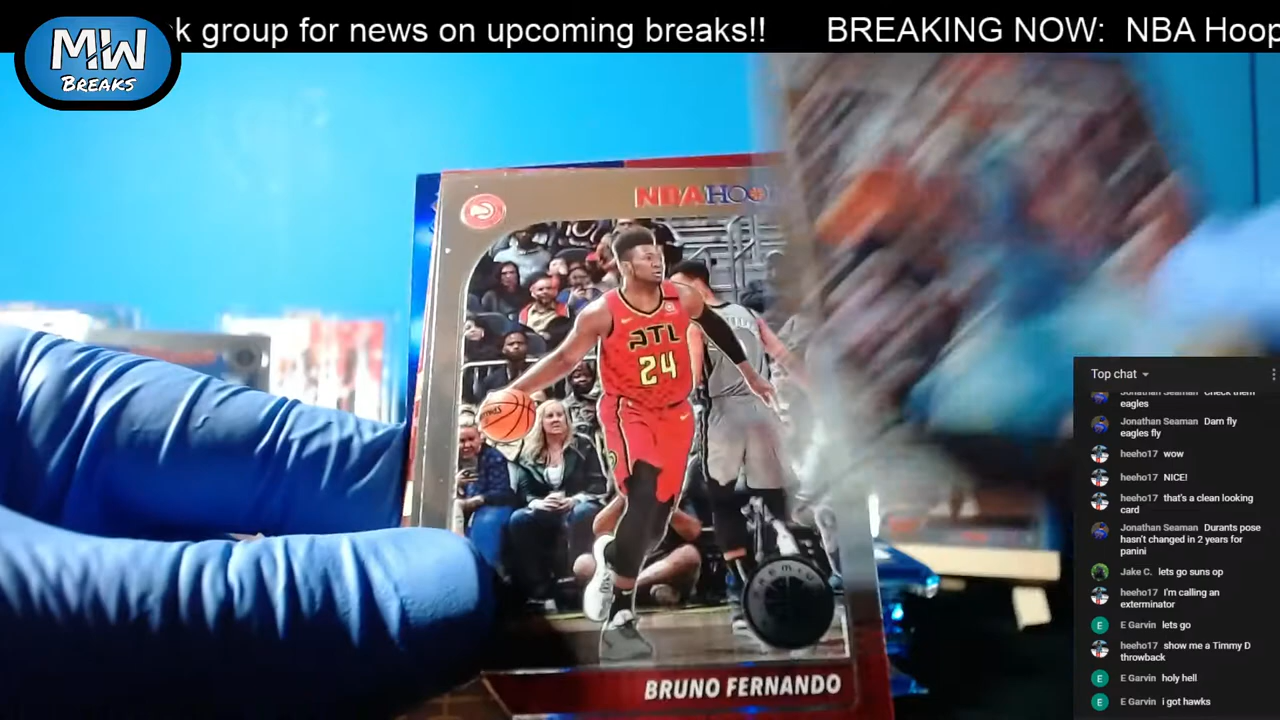 k group for news on upcoming breaks!! BREAKING NOW: NBA Hoop
MW
BREAKS
NBA HOO
ATL
24
BRUNO FERNANDO
Top chat
Jonathan Seaman Check them
eagles
Jonathan Seaman Dam fly
eagles fly
heeho17 wow
heeho17 NICE!
heeho17 that's a clean looking
card
Jonathan Seaman Durants pose
hasn't changed in 2 years for
panini
Jake C. lets go suns op
heeho17 I'm calling an
exterminator
E Garvin lets go
heeho17 show me a Timmy D
throwback
E Garvin holy hell
E Garvin i got hawks